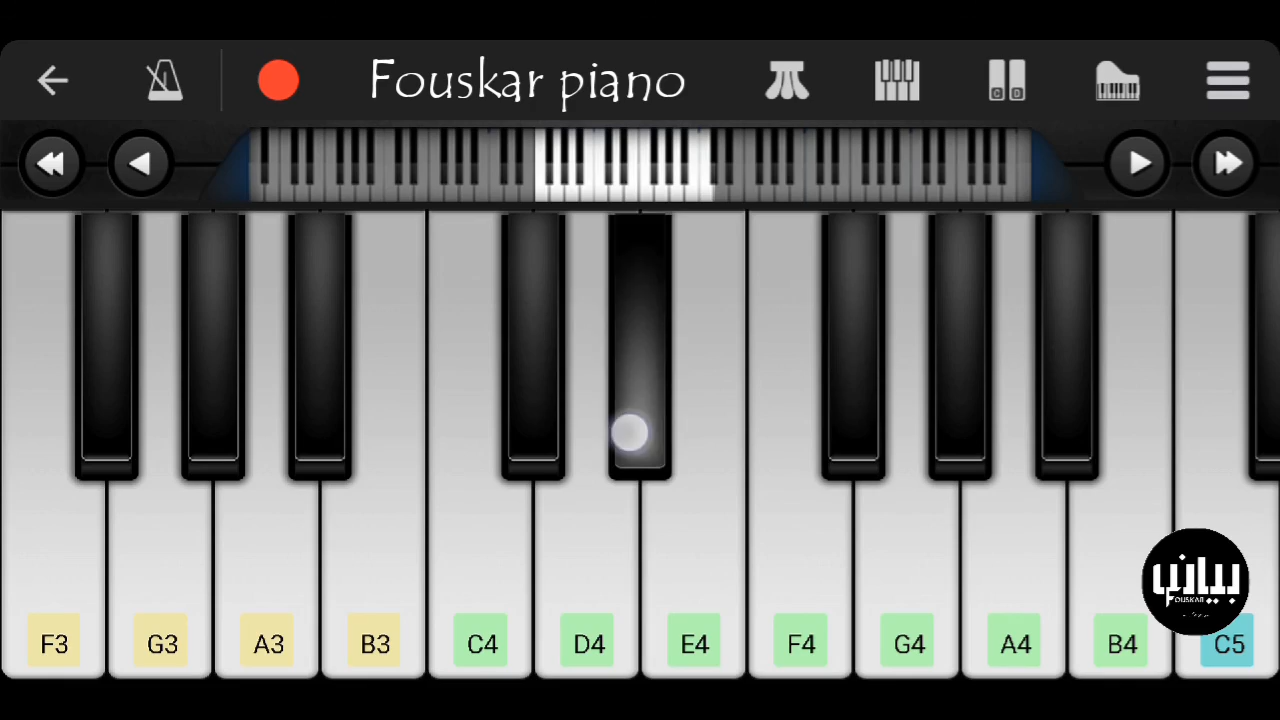 Fouskar piano
C D
بيانو
FOUSKAR
F3 G3 A3 B3 C4 D4 E4 F4 G4 A4 B4 C5